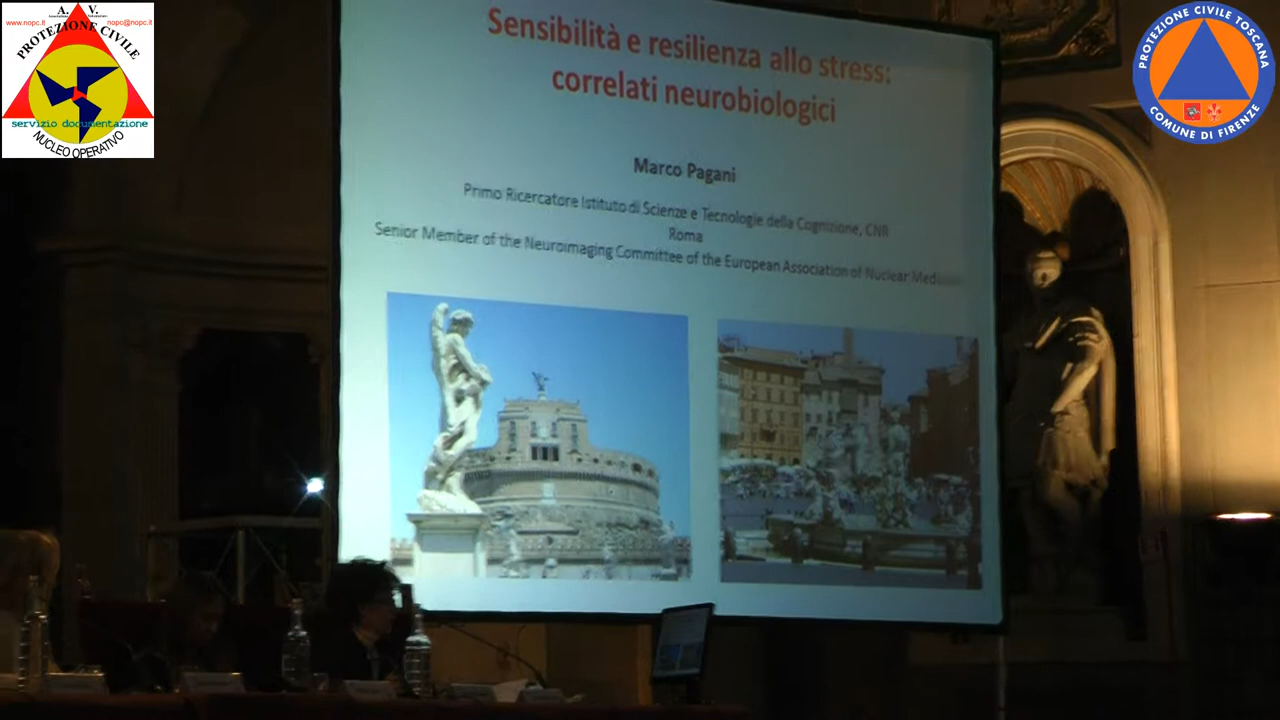 A. V.
www.nopc.it
nopc@nopc.it
PROTEZIONE CIVILE
servizio documentazione
NUCLEO OPERATIVO
PROTEZIONE CIVILE TOSCANA
COMUNE DI FIRENZE
Sensibilità e resilienza allo stress:
correlati neurobiologici
Marco Pagani
Primo Ricercatore Istituto di Scienze e Tecnologie della Cognizione, CNR
Roma
Senior Member of the Neuroimaging Committee of the European Association of Nuclear